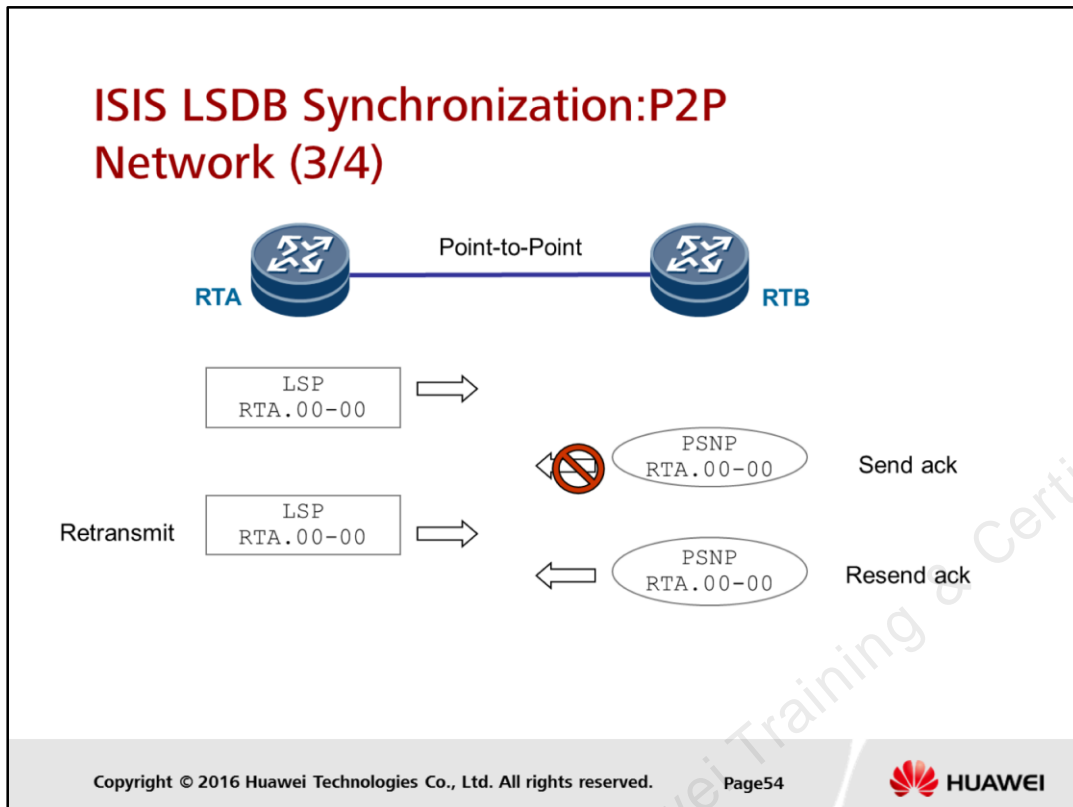 ISIS LSDB Synchronization:P2P
Network (3/4)
Point-to-Point
RTA
RTB
LSP
RTA.00-00
PSNP
RTA.00-00
Send ack
Retransmit
LSP
RTA.00-00
PSNP
RTA.00-00
Resend ack
Training &
Copyright © 2016 Huawei Technologies Co., Ltd. All rights reserved.
Page54
HUAWEI